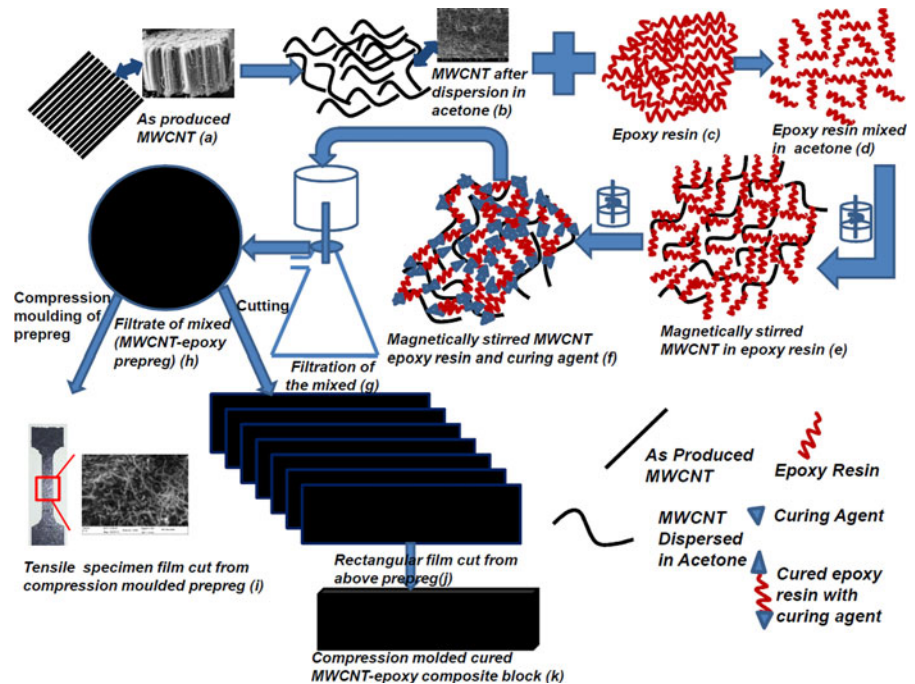 As produced
MWCNT (a)
MWCNT after
dispersion in
acetone (b)
Epoxy resin (c)
Epoxy resin mixed
in acetone (d)
Magnetically stirred
MWCNT in epoxy resin (e)
Magnetically stirred MWCNT
epoxy resin and curing agent (f)
Filtration of
the mixed (g)
Compression
moulding of
prepreg
Filtrate of mixed
(MWCNT-epoxy
prepreg) (h)
Cutting
Tensile specimen film cut from
compression moulded prepreg (i)
Rectangular film cut from
above prepreg(j)
Compression molded cured
MWCNT-epoxy composite block (k)
As Produced
MWCNT
Epoxy Resin
MWCNT
Dispersed
in Acetone
Curing Agent
Cured epoxy
resin with
curing agent